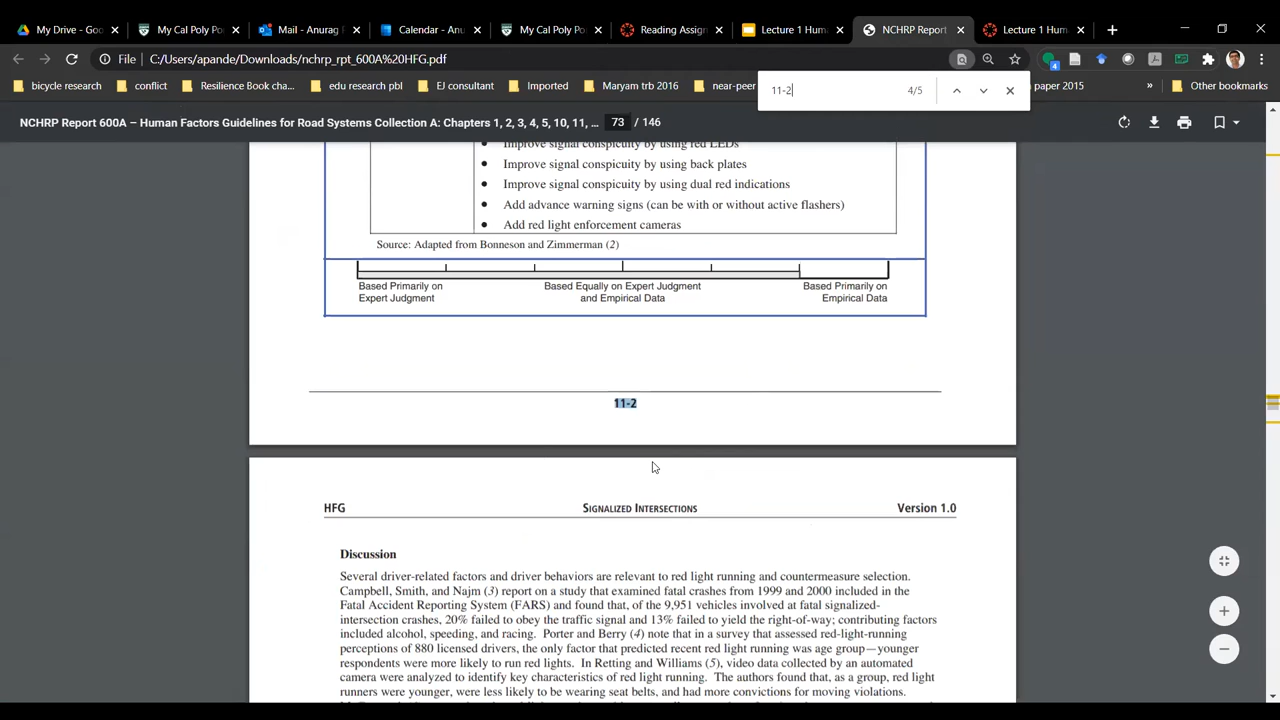 My Drive - Goo
My Cal Poly Po
Mail - Anurag P
Calendar - Anu
My Cal Poly Po
Reading Assig
Lecture 1 Huma
NCHRP Report
Lecture 1 Hum
File
C:/Users/apande/Downloads/nchrp_rpt_600A%20HFG.pdf
4
bicycle research
conflict
Resilience Book cha...
edu research pbl
EJ consultant
Imported
Maryam trb 2016
near-peer
paper 2015
»
Other bookmarks
11-2
4/5
NCHRP Report 600A – Human Factors Guidelines for Road Systems Collection A: Chapters 1, 2, 3, 4, 5, 10, 11, ...
73 / 146
• Improve signal conspicuity by using red LEDs
• Improve signal conspicuity by using back plates
• Improve signal conspicuity by using dual red indications
• Add advance warning signs (can be with or without active flashers)
• Add red light enforcement cameras
Source: Adapted from Bonneson and Zimmerman (2)
Based Primarily on
Expert Judgment
Based Equally on Expert Judgment
and Empirical Data
Based Primarily on
Empirical Data
11-2
HFG
SIGNALIZED INTERSECTIONS
Version 1.0
Discussion
Several driver-related factors and driver behaviors are relevant to red light running and countermeasure selection.
Campbell, Smith, and Najm (3) report on a study that examined fatal crashes from 1999 and 2000 included in the
Fatal Accident Reporting System (FARS) and found that, of the 9,951 vehicles involved at fatal signalized-
intersection crashes, 20% failed to obey the traffic signal and 13% failed to yield the right-of-way; contributing factors
included alcohol, speeding, and racing. Porter and Berry (4) note that in a survey that assessed red-light-running
perceptions of 880 licensed drivers, the only factor that predicted recent red light running was age group—younger
respondents were more likely to run red lights. In Retting and Williams (5), video data collected by an automated
camera were analyzed to identify key characteristics of red light running. The authors found that, as a group, red light
runners were younger, were less likely to be wearing seat belts, and had more convictions for moving violations.